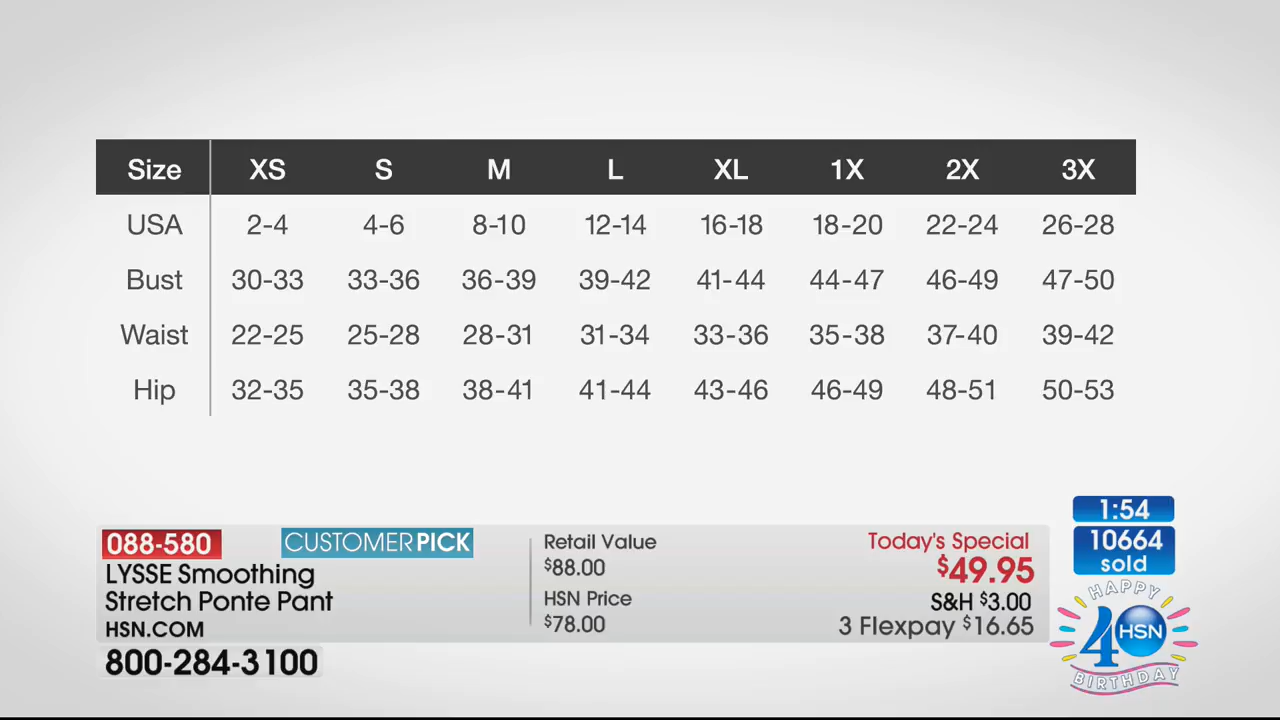 Size XS S M L XL 1X 2X 3X
USA 2-4 4-6 8-10 12-14 16-18 18-20 22-24 26-28
Bust 30-33 33-36 36-39 39-42 41-44 44-47 46-49 47-50
Waist 22-25 25-28 28-31 31-34 33-36 35-38 37-40 39-42
Hip 32-35 35-38 38-41 41-44 43-46 46-49 48-51 50-53
088-580 CUSTOMERPICK
LYSSE Smoothing
Stretch Ponte Pant
HSN.COM
800-284-3100
Retail Value
$88.00
HSN Price
$78.00
Today's Special
$49.95
S&H $3.00
3 Flexpay $16.65
1:54
10664
sold
HAPPY
40 HSN
BIRTHDAY